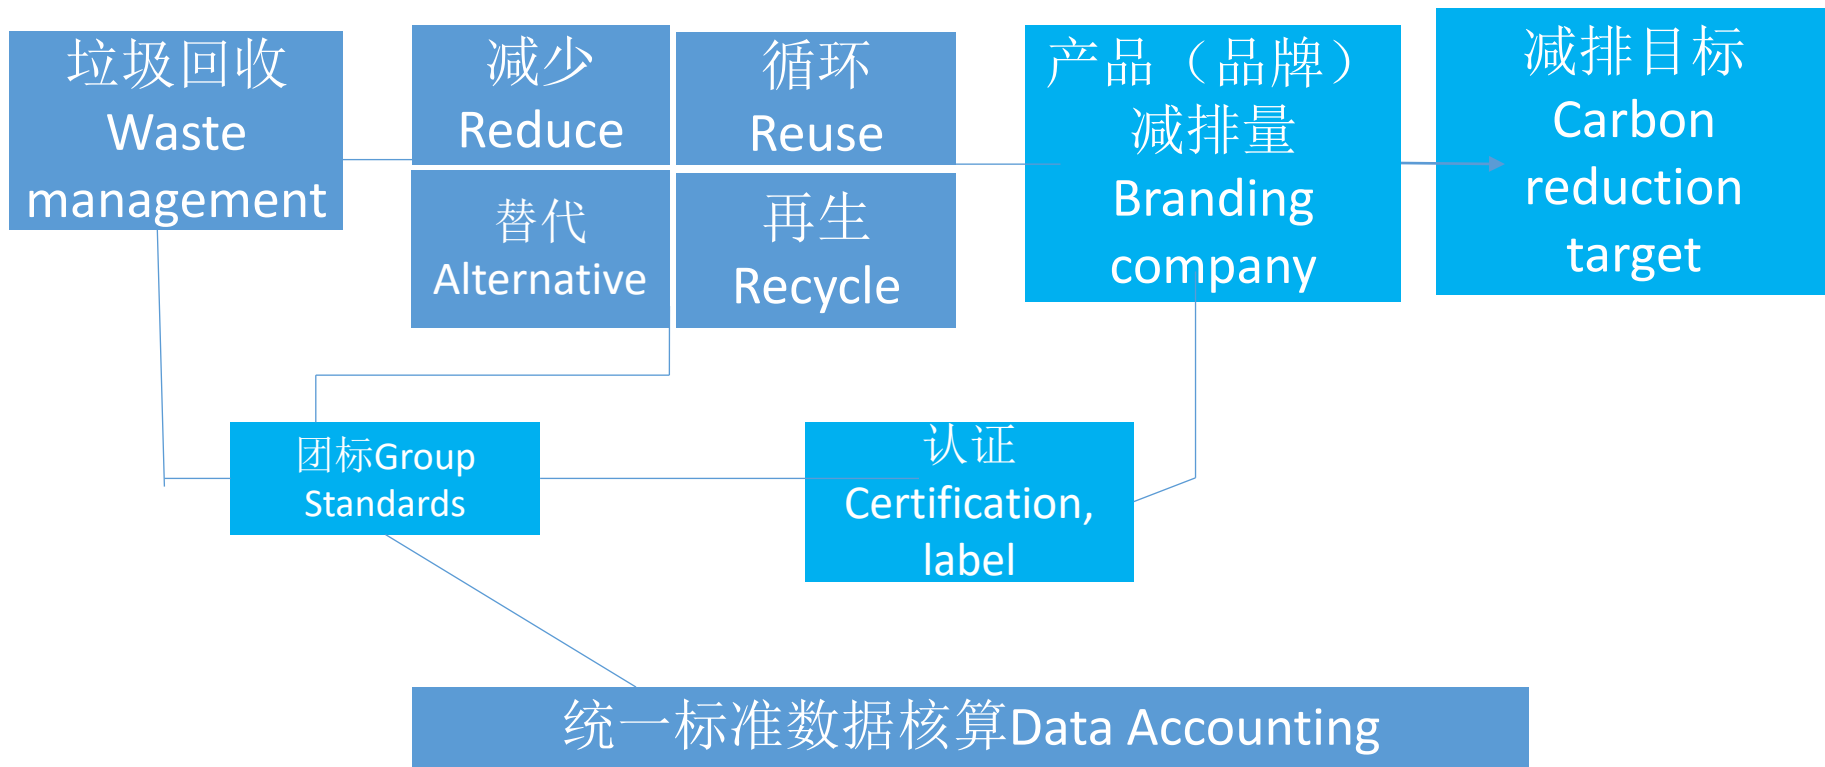 垃圾回收
Waste
management
减少
Reduce
循环
Reuse
替代
Alternative
再生
Recycle
产品（品牌）
减排量
Branding
company
减排目标
Carbon
reduction
target
团标Group
Standards
认证
Certification,
label
统一标准数据核算Data Accounting